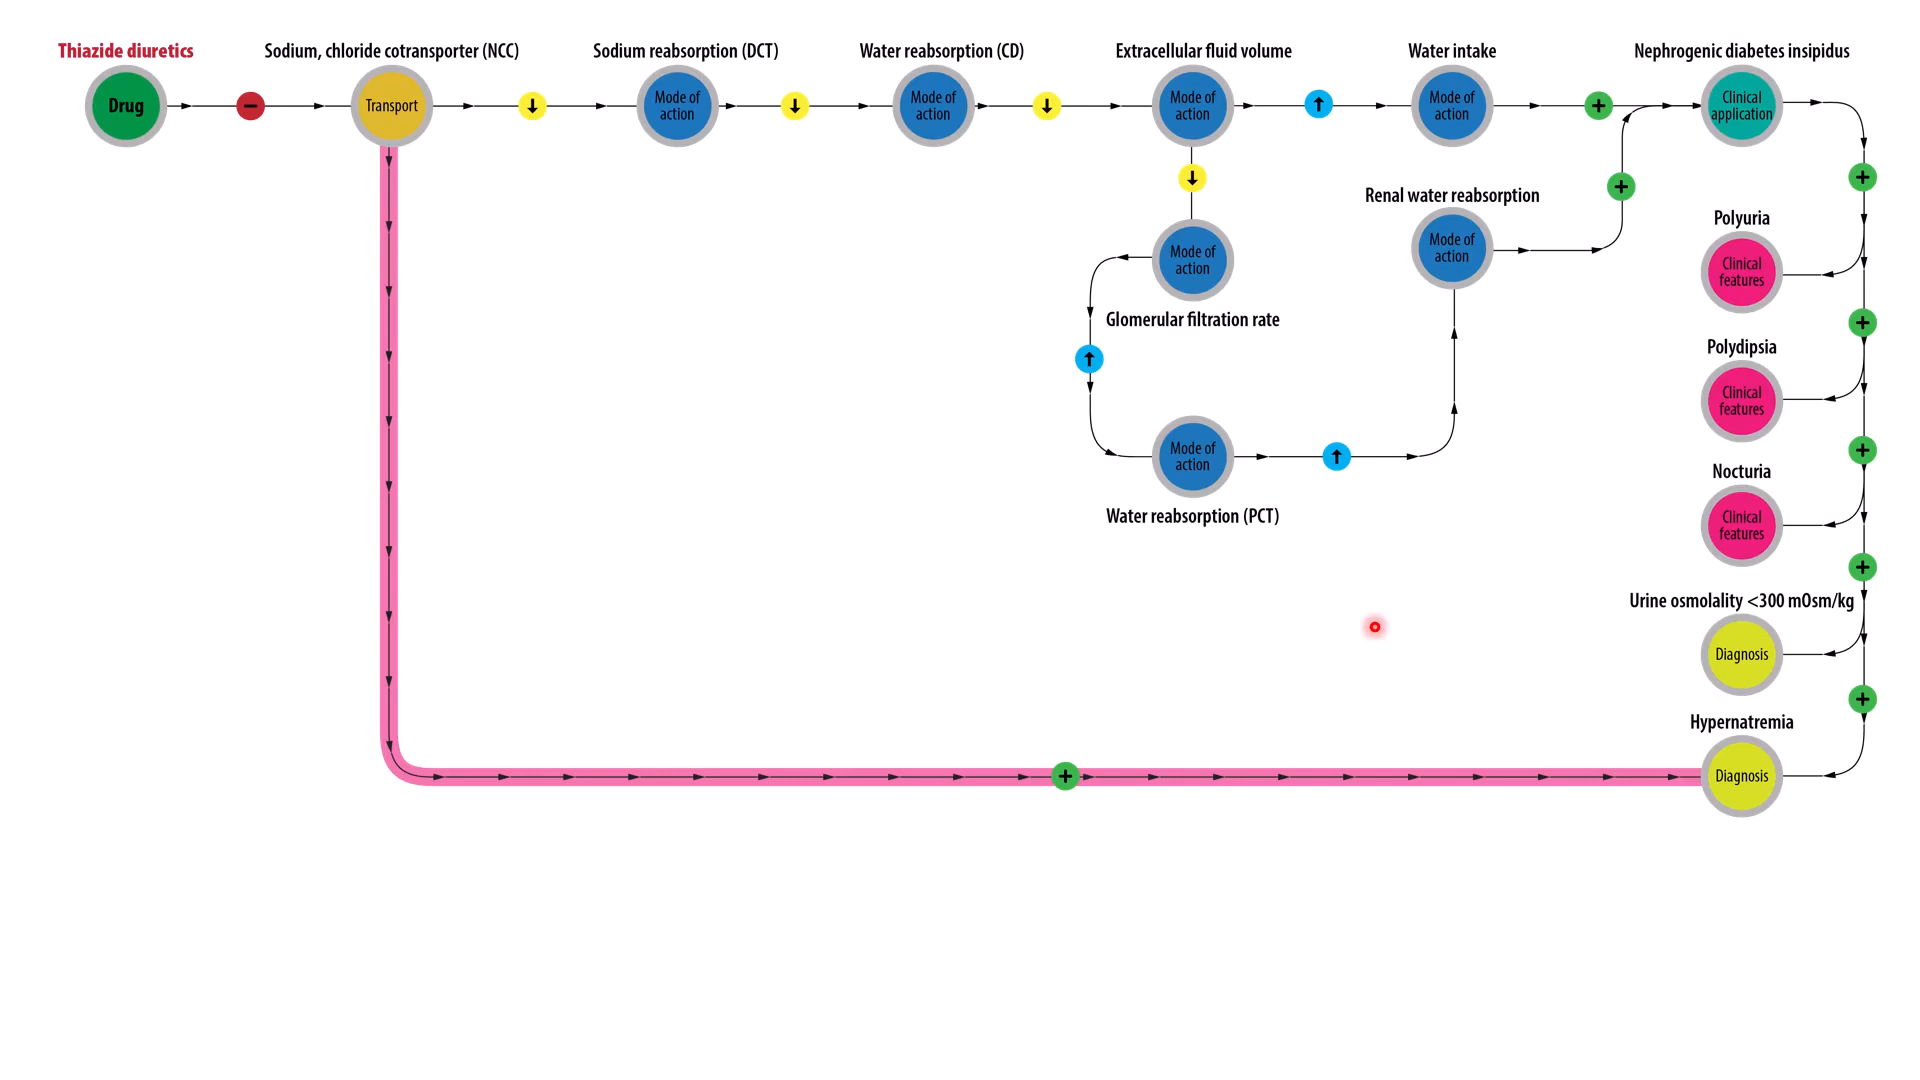 Thiazide diuretics
Sodium, chloride cotransporter (NCC)
Sodium reabsorption (DCT)
Water reabsorption (CD)
Extracellular fluid volume
Water intake
Nephrogenic diabetes insipidus
Drug
−
Transport
↓
Mode of
action
↓
Mode of
action
↓
Mode of
action
↑
Mode of
action
+
Clinical
application
↓
+
+
Renal water reabsorption
Mode of
action
Mode of
action
Glomerular filtration rate
↑
Mode of
action
Water reabsorption (PCT)
↑
Polyuria
Clinical
features
+
Polydipsia
Clinical
features
+
Nocturia
Clinical
features
+
Urine osmolality <300 mOsm/kg
Diagnosis
+
Hypernatremia
Diagnosis
+